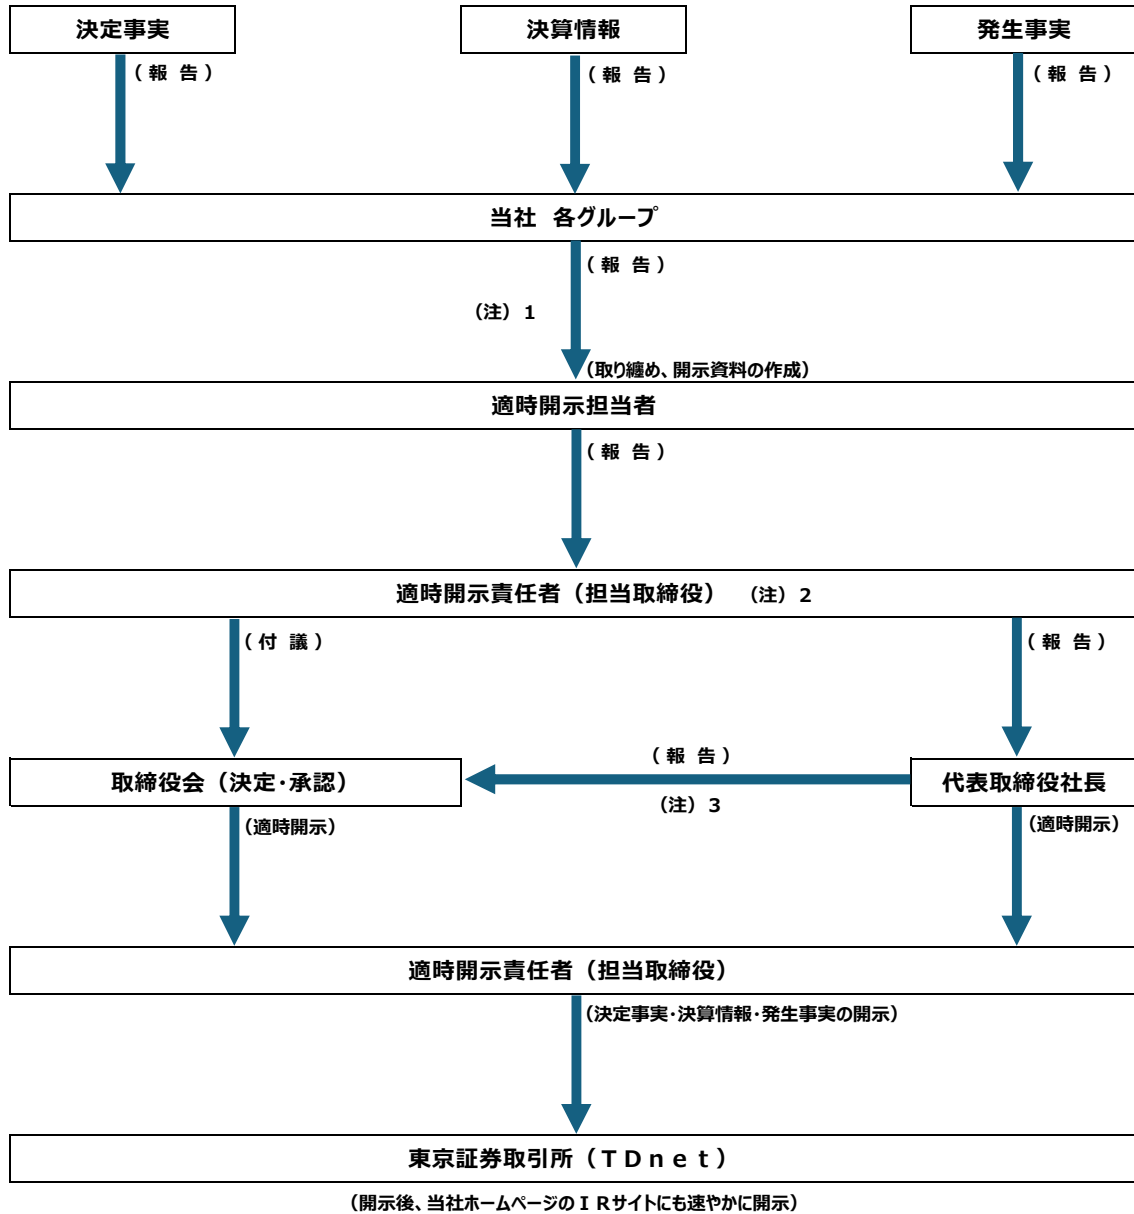 決定事実
決算情報
発生事実
（ 報 告 ）
（ 報 告 ）
（ 報 告 ）
当社 各グループ
（ 報 告 ）
（注）１
（取り纏め、開示資料の作成）
適時開示担当者
（ 報 告 ）
適時開示責任者（担当取締役） （注）２
（ 付 議 ）
（ 報 告 ）
（ 報 告 ）
取締役会（決定・承認）
代表取締役社長
（注）３
（適時開示）
（適時開示）
適時開示責任者（担当取締役）
（決定事実・決算情報・発生事実の開示）
東京証券取引所（ＴＤｎｅｔ）
（開示後、当社ホームページのＩＲサイトにも速やかに開示）